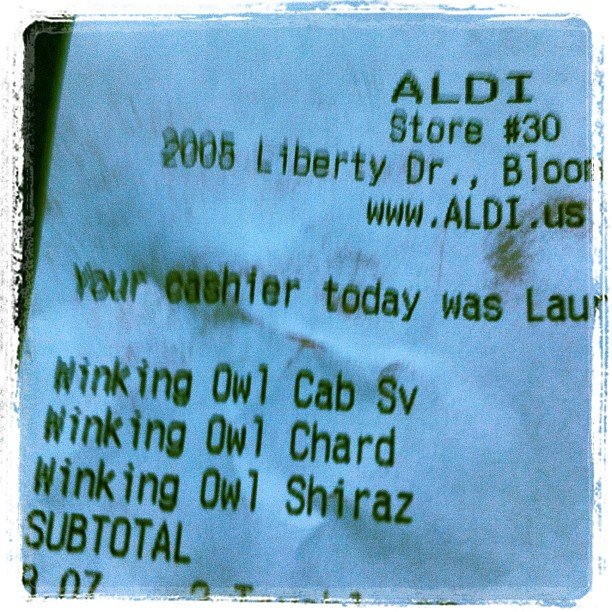 ALDI
Store #30
2005 Liberty Dr., Bloom
www.ALDI.us
Your cashier today was Laur
Winking Owl Cab Sv
Winking Owl Chard
Winking Owl Shiraz
SUBTOTAL